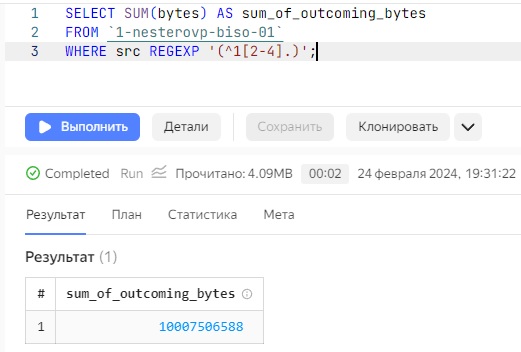 1 SELECT SUM(bytes) AS sum_of_outcoming_bytes
2 FROM `1-nesterovp-biso-01`
3 WHERE src REGEXP '(^1[2-4].)';
Выполнить Детали Сохранить Клонировать
Completed Run Прочитано: 4.09MB 00:02 24 февраля 2024, 19:31:22
Результат План Статистика Мета
Результат (1)
# sum_of_outcoming_bytes
1 10007506588